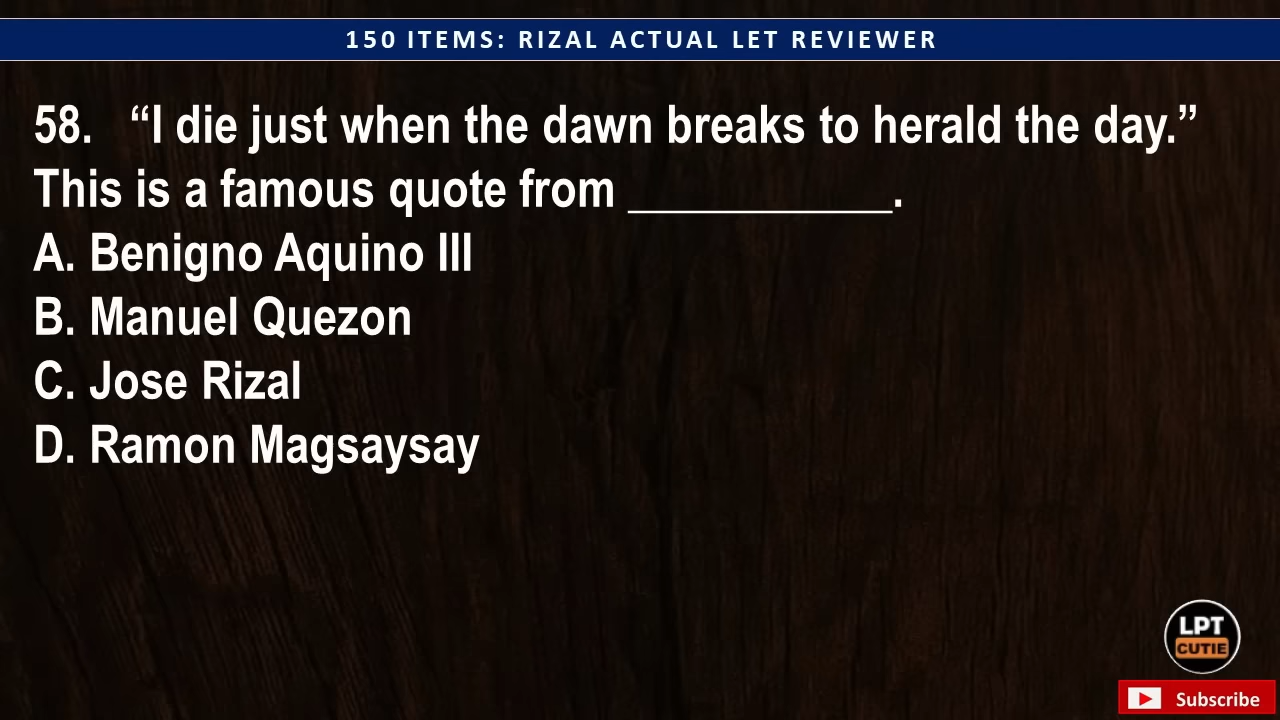 150 ITEMS: RIZAL ACTUAL LET REVIEWER
58. “I die just when the dawn breaks to herald the day.”
This is a famous quote from ___________.
A. Benigno Aquino III
B. Manuel Quezon
C. Jose Rizal
D. Ramon Magsaysay
LPT
CUTIE
Subscribe